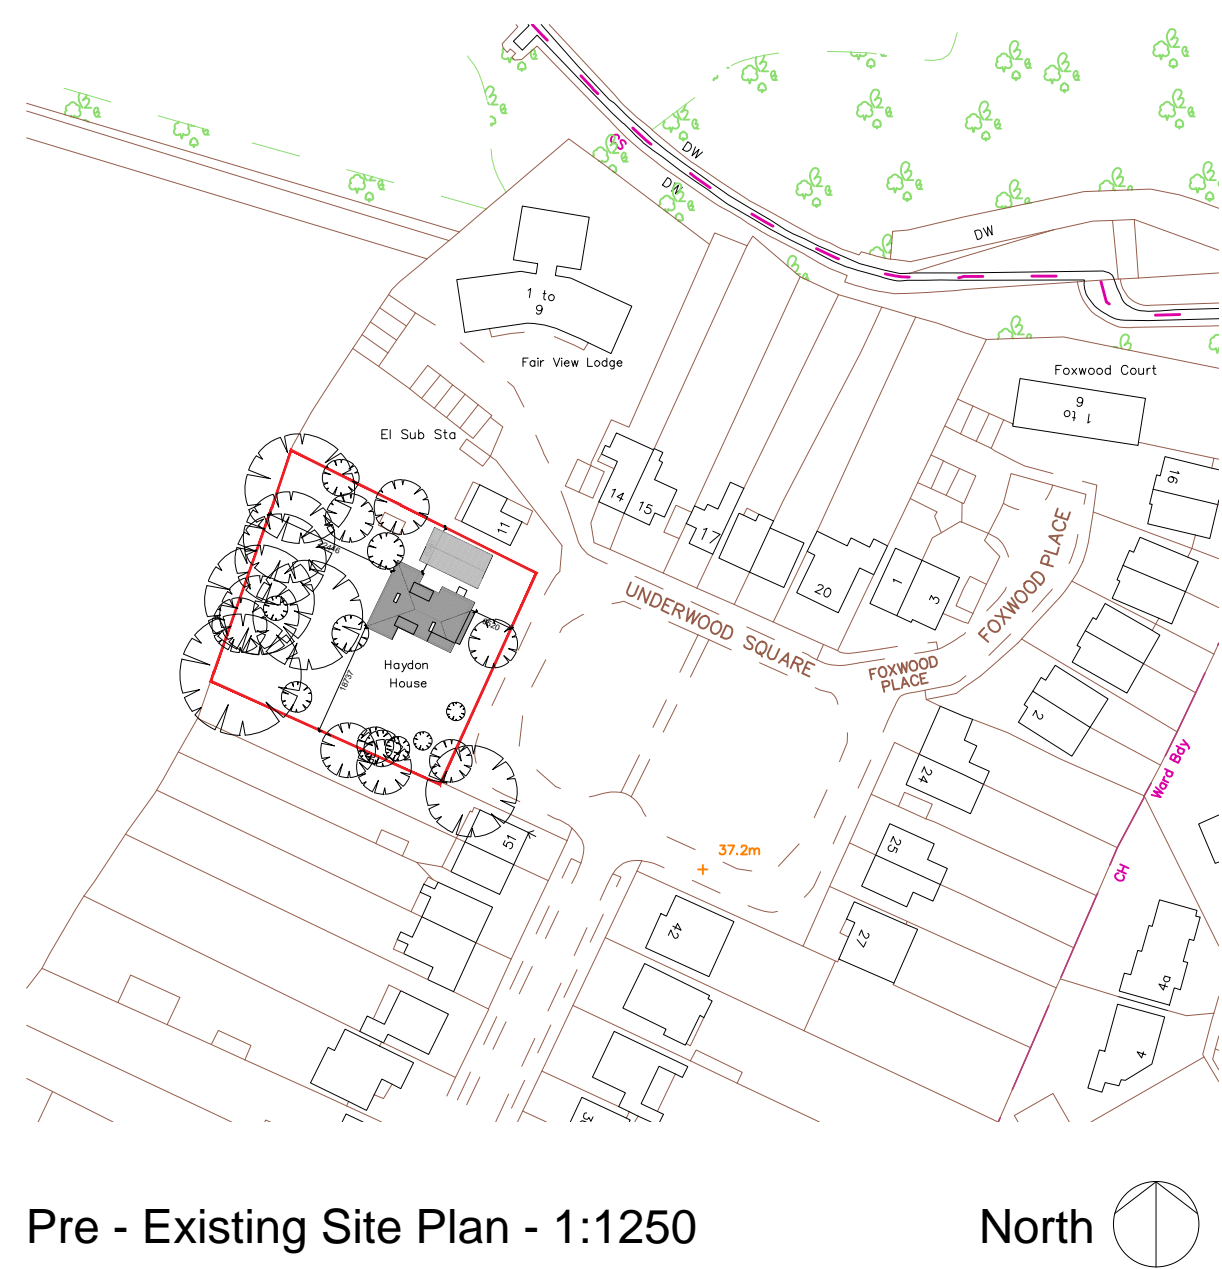 CS
DW
DW
DW
1 to
9
Fair View Lodge
Foxwood Court
1 to
6
El Sub Sta
16
11
14
15
17
20
1
3
UNDERWOOD SQUARE
FOXWOOD PLACE
FOXWOOD
PLACE
Haydon
House
18737
2
24
Ward Bdy
51
37.2m
25
CH
42
27
4a
4
Pre - Existing Site Plan - 1:1250
North